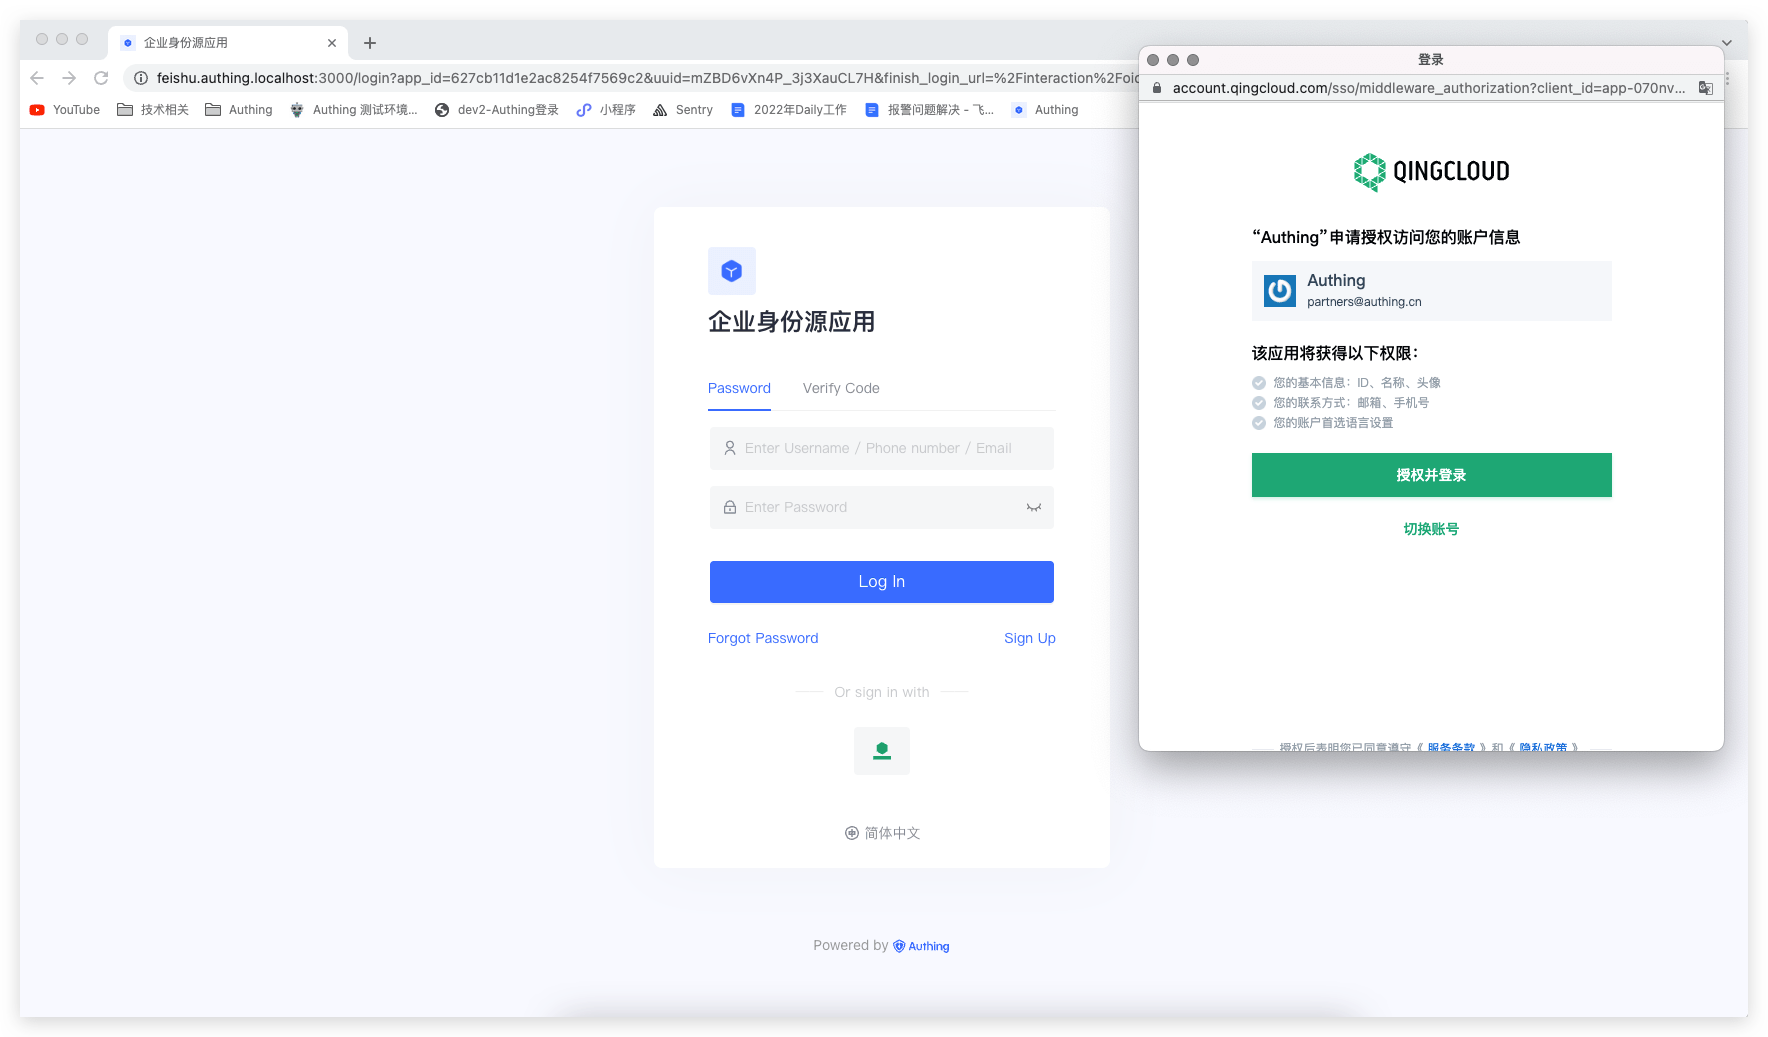 企业身份源应用
feishu.authing.localhost:3000/login?app_id=627cb11d1e2ac8254f7569c2&uuid=mZBD6vXn4P_3j3XauCL7H&finish_login_url=%2Finteraction%2Foic
YouTube 技术相关 Authing Authing 测试环境... dev2-Authing登录 小程序 Sentry 2022年Daily工作 报警问题解决 - 飞... Authing
企业身份源应用
Password Verify Code
Enter Username / Phone number / Email
Enter Password
Log In
Forgot Password Sign Up
Or sign in with
简体中文
Powered by Authing
登录
account.qingcloud.com/sso/middleware_authorization?client_id=app-070nv...
QINGCLOUD
“Authing”申请授权访问您的账户信息
Authing
partners@authing.cn
该应用将获得以下权限：
您的基本信息：ID、名称、头像
您的联系方式：邮箱、手机号
您的账户首选语言设置
授权并登录
切换账号
授权后表明您已同意遵守《 服务条款 》和《 隐私政策 》